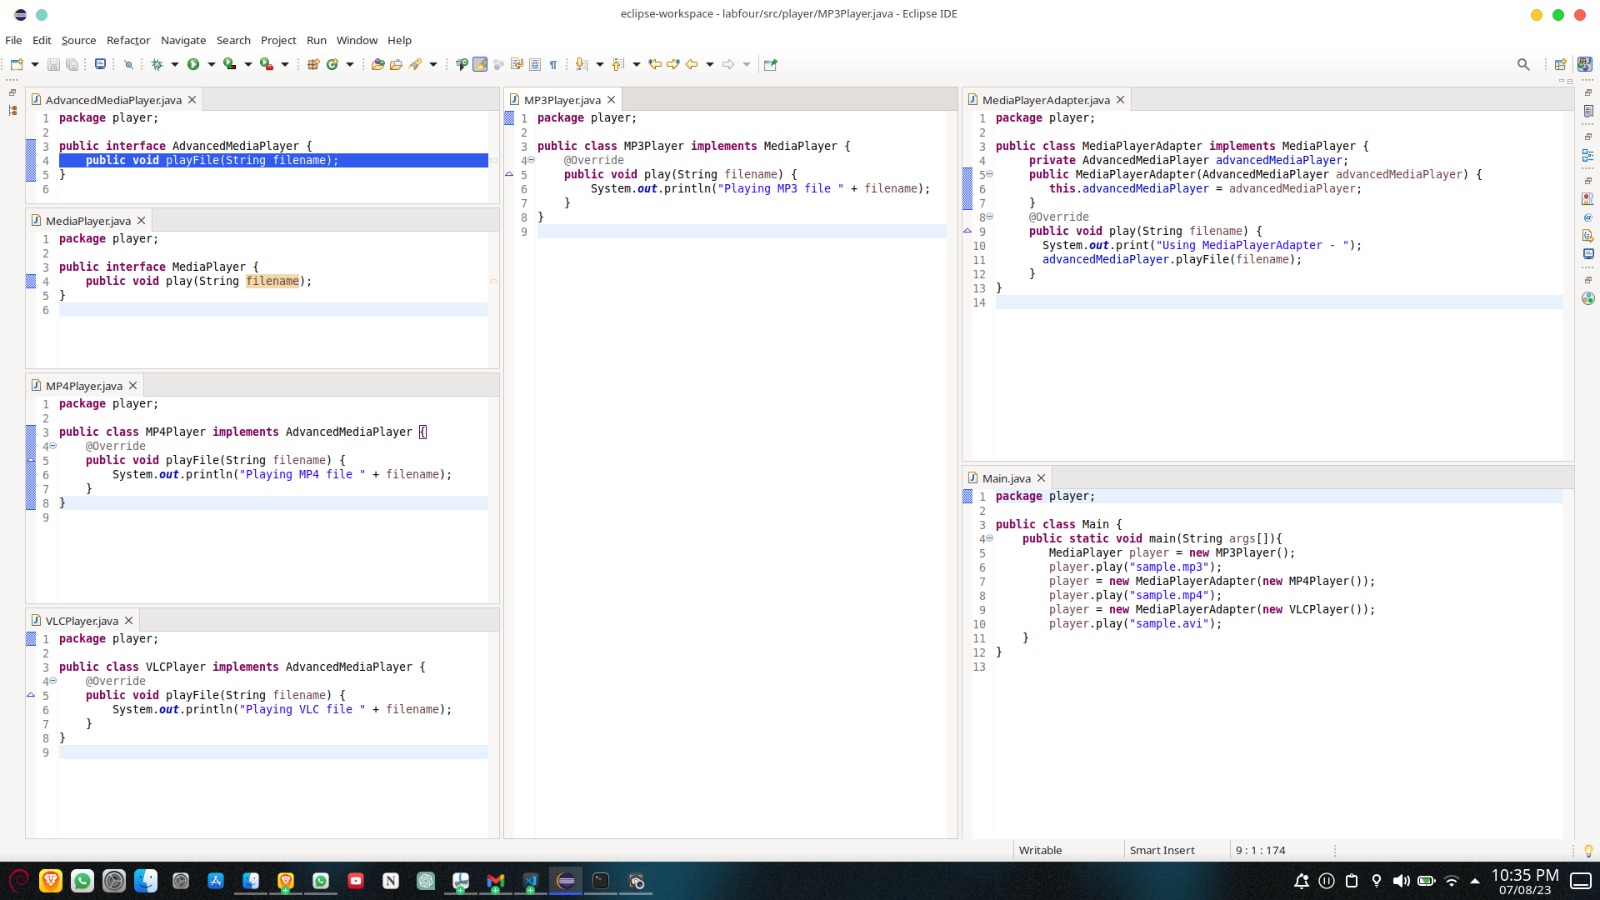 eclipse-workspace - labfour/src/player/MP3Player.java - Eclipse IDE
File Edit Source Refactor Navigate Search Project Run Window Help
AdvancedMediaPlayer.java
1 package player;
2
3 public interface AdvancedMediaPlayer {
4 public void playFile(String filename);
5 }
6
MediaPlayer.java
1 package player;
2
3 public interface MediaPlayer {
4 public void play(String filename);
5 }
6
MP4Player.java
1 package player;
2
3 public class MP4Player implements AdvancedMediaPlayer {
4 @Override
5 public void playFile(String filename) {
6 System.out.println("Playing MP4 file " + filename);
7 }
8 }
9
VLCPlayer.java
1 package player;
2
3 public class VLCPlayer implements AdvancedMediaPlayer {
4 @Override
5 public void playFile(String filename) {
6 System.out.println("Playing VLC file " + filename);
7 }
8 }
9
MP3Player.java
1 package player;
2
3 public class MP3Player implements MediaPlayer {
4 @Override
5 public void play(String filename) {
6 System.out.println("Playing MP3 file " + filename);
7 }
8 }
9
MediaPlayerAdapter.java
1 package player;
2
3 public class MediaPlayerAdapter implements MediaPlayer {
4 private AdvancedMediaPlayer advancedMediaPlayer;
5 public MediaPlayerAdapter(AdvancedMediaPlayer advancedMediaPlayer) {
6 this.advancedMediaPlayer = advancedMediaPlayer;
7 }
8 @Override
9 public void play(String filename) {
10 System.out.print("Using MediaPlayerAdapter - ");
11 advancedMediaPlayer.playFile(filename);
12 }
13 }
14
Main.java
1 package player;
2
3 public class Main {
4 public static void main(String args[]){
5 MediaPlayer player = new MP3Player();
6 player.play("sample.mp3");
7 player = new MediaPlayerAdapter(new MP4Player());
8 player.play("sample.mp4");
9 player = new MediaPlayerAdapter(new VLCPlayer());
10 player.play("sample.avi");
11 }
12 }
13
Writable Smart Insert 9 : 1 : 174
10:35 PM
07/08/23